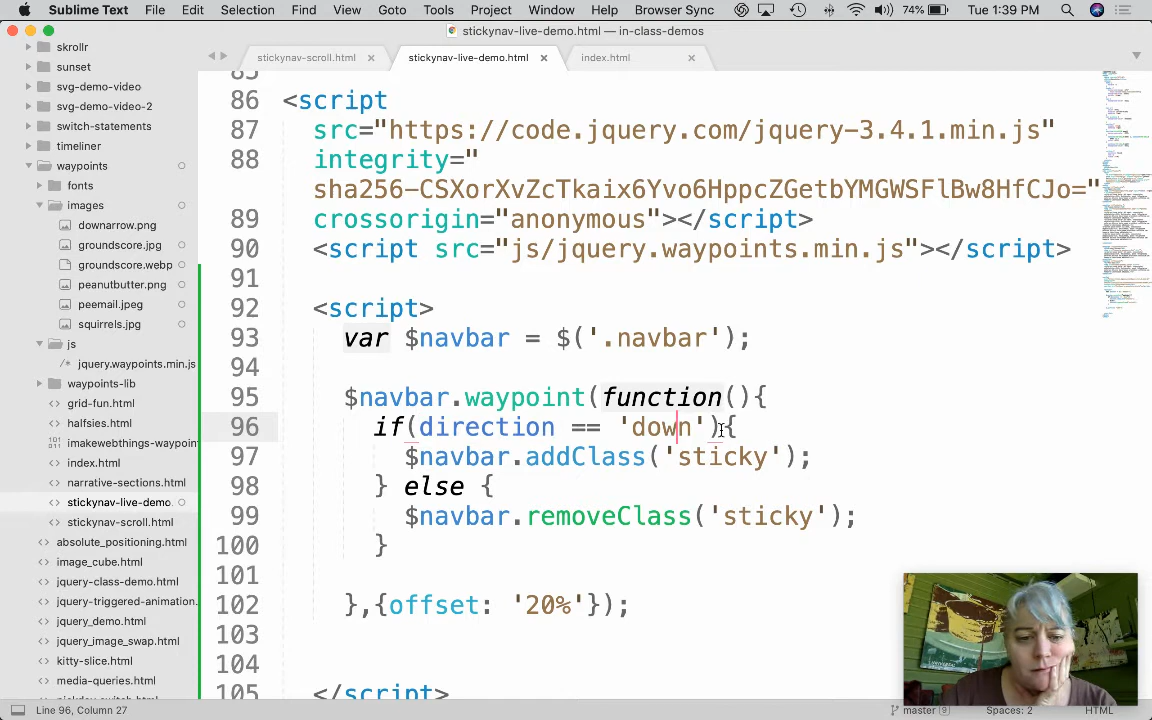 Sublime Text File Edit Selection Find View Goto Tools Project Window Help Browser Sync 74% Tue 1:39 PM
stickynav-live-demo.html — in-class-demos
stickynav-scroll.html
stickynav-live-demo.html
index.html
skrollr
sunset
svg-demo-video
svg-demo-video-2
switch-statements
timeliner
waypoints
fonts
images
downarrow.png
groundscore.jpg
groundscore.webp
peanutbutter.png
peemail.jpeg
squirrels.jpg
js
jquery.waypoints.min.js
waypoints-lib
grid-fun.html
halfsies.html
imakewebthings-waypoint
index.html
narrative-sections.html
stickynav-live-demo.
stickynav-scroll.html
absolute_positioning.html
image_cube.html
jquery-class-demo.html
jquery-triggered-animation.
jquery_demo.html
jquery_image_swap.html
kitty-slice.html
media-queries.html
85
86 <script
87 src="https://code.jquery.com/jquery-3.4.1.min.js"
88 integrity="
sha256-CSXorXvZcTkaix6Yvo6HppcZGetbYMGWSFlBw8HfCJo="
89 crossorigin="anonymous"></script>
90 <script src="js/jquery.waypoints.min.js"></script>
91
92 <script>
93 var $navbar = $('.navbar');
94
95 $navbar.waypoint(function(){
96 if(direction == 'down'){
97 $navbar.addClass('sticky');
98 } else {
99 $navbar.removeClass('sticky');
100 }
101
102 },{offset: '20%'});
103
104
105 </script>
Line 96, Column 27
master 9
Spaces: 2
HTML